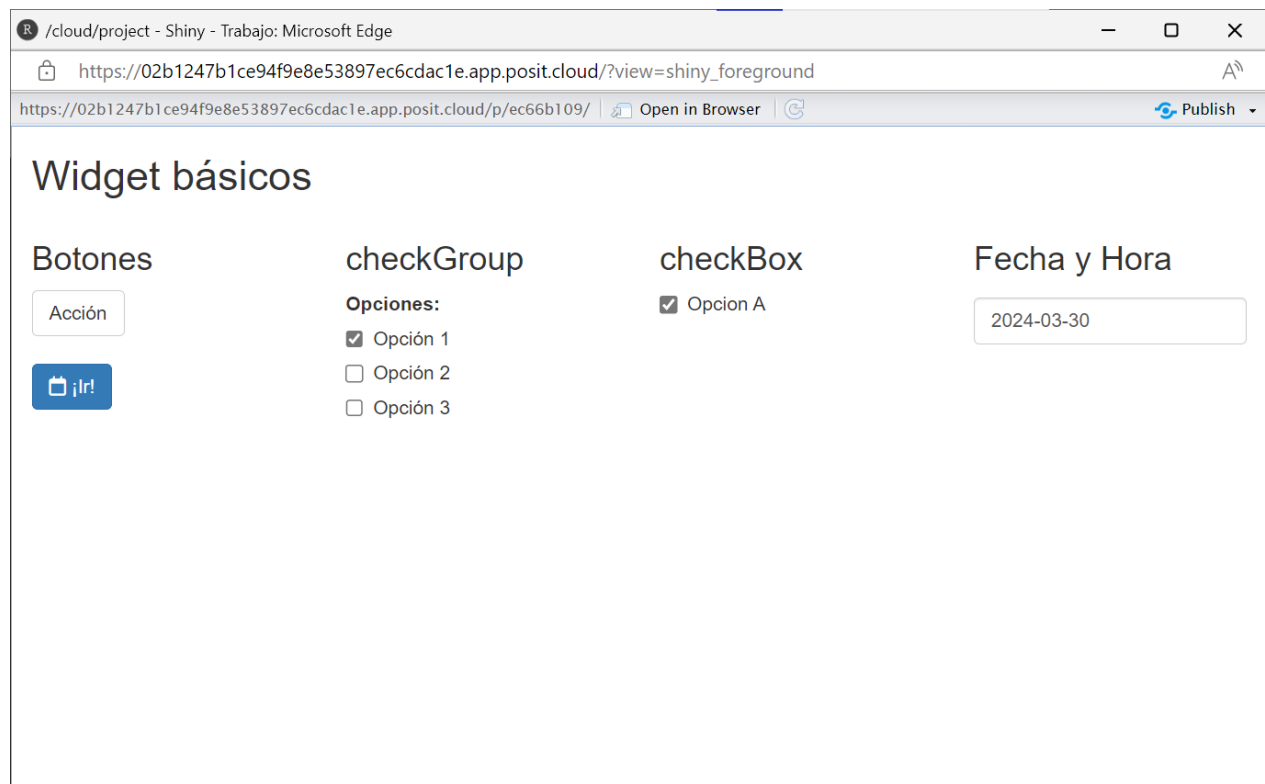 R /cloud/project - Shiny - Trabajo: Microsoft Edge
https://02b1247b1ce94f9e8e53897ec6cdac1e.app.posit.cloud/?view=shiny_foreground
https://02b1247b1ce94f9e8e53897ec6cdac1e.app.posit.cloud/p/ec66b109/ Open in Browser Publish
Widget básicos
Botones
Acción
¡Ir!
checkGroup
Opciones:
Opción 1
Opción 2
Opción 3
checkBox
Opcion A
Fecha y Hora
2024-03-30